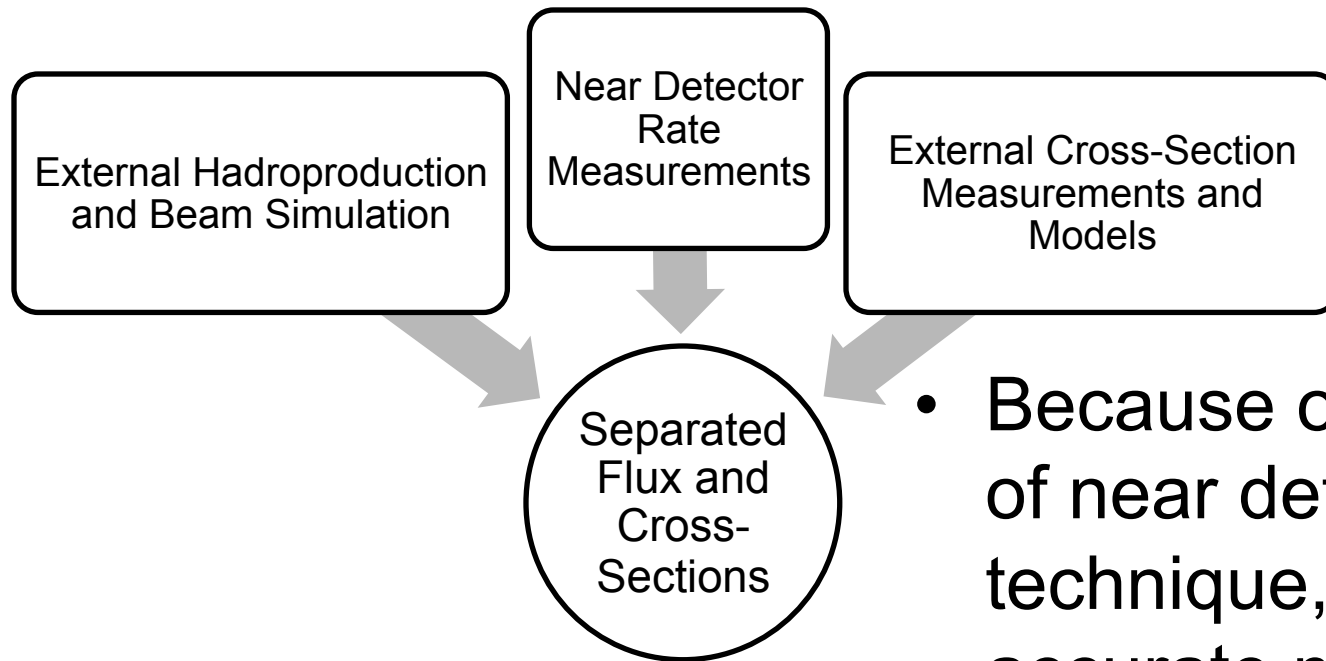 External Hadroproduction
and Beam Simulation
Near Detector
Rate
Measurements
External Cross-Section
Measurements and
Models
Separated
Flux and
Cross-
Sections
• Because
of near
technique,